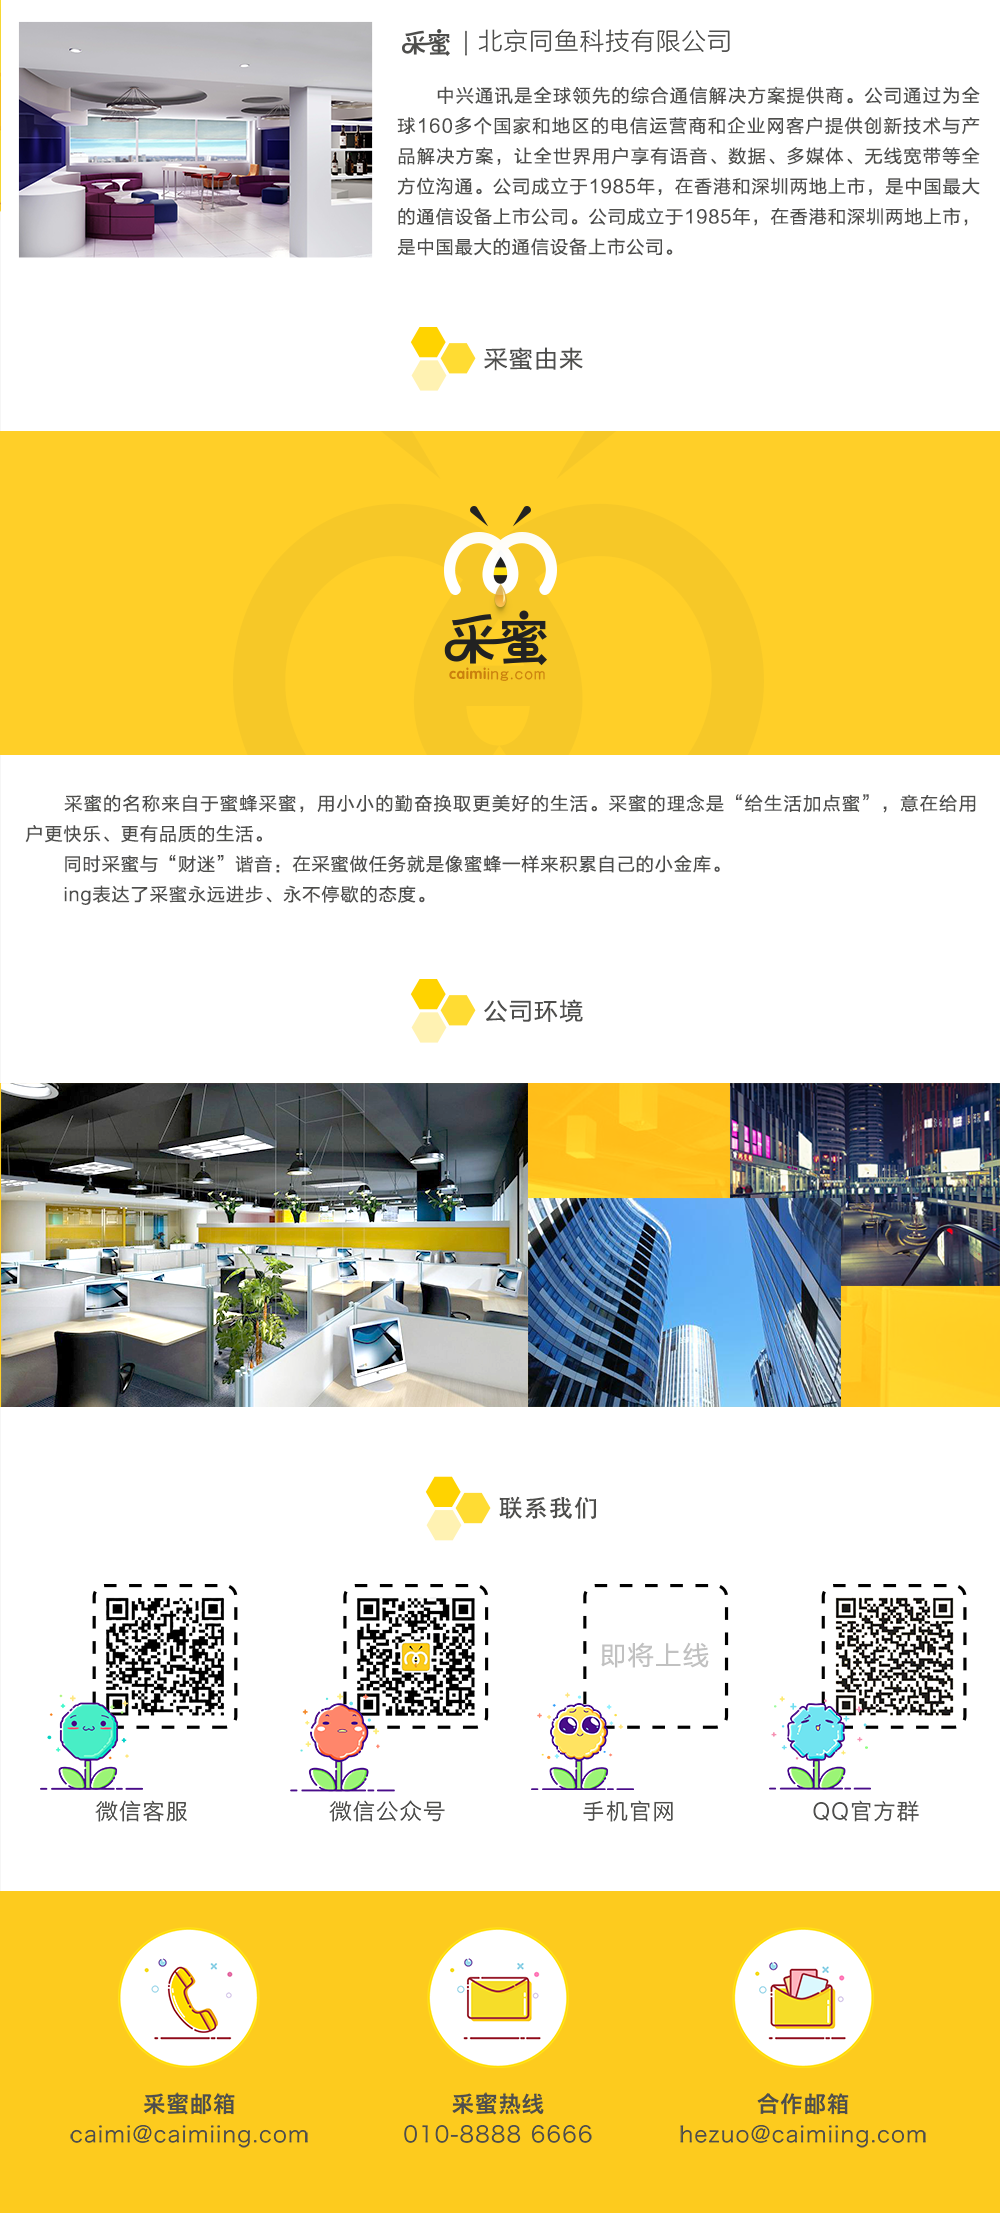 采蜜 | 北京同鱼科技有限公司
中兴通讯是全球领先的综合通信解决方案提供商。公司通过为全
球160多个国家和地区的电信运营商和企业网客户提供创新技术与产
品解决方案，让全世界用户享有语音、数据、多媒体、无线宽带等全
方位沟通。公司成立于1985年，在香港和深圳两地上市，是中国最大
的通信设备上市公司。公司成立于1985年，在香港和深圳两地上市，
是中国最大的通信设备上市公司。
采蜜由来
采蜜
caimiing.com
采蜜的名称来自于蜜蜂采蜜，用小小的勤奋换取更美好的生活。采蜜的理念是“给生活加点蜜”，意在给用
户更快乐、更有品质的生活。
同时采蜜与“财迷”谐音：在采蜜做任务就是像蜜蜂一样来积累自己的小金库。
ing表达了采蜜永远进步、永不停歇的态度。
公司环境
联系我们
即将上线
微信客服
微信公众号
手机官网
QQ官方群
采蜜邮箱
caimi@caimiing.com
采蜜热线
010-8888 6666
合作邮箱
hezuo@caimiing.com